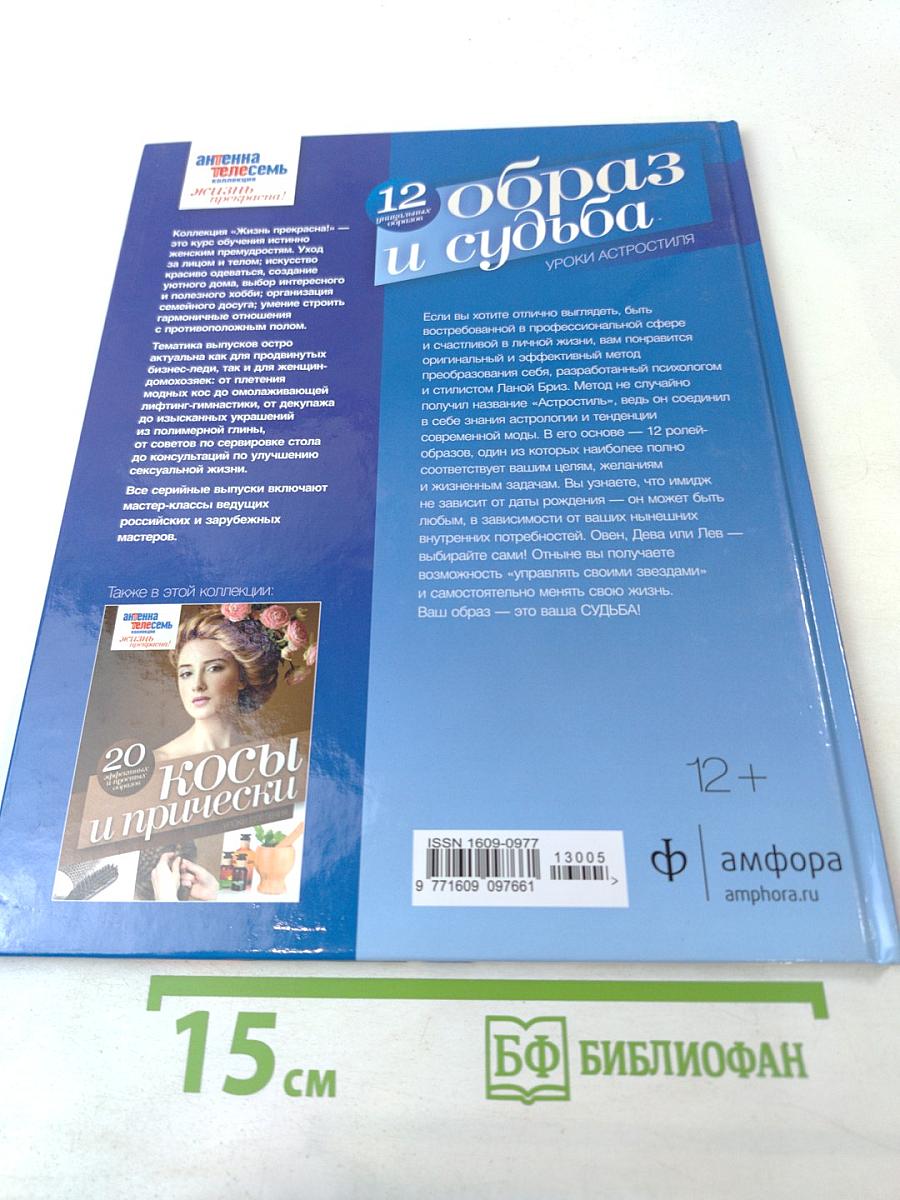 антенна
телесемь
коллекция
жизнь
прекрасна!
Коллекция «Жизнь прекрасна!» —
это курс обучения истинно
женским премудростям. Уход
за лицом и телом; искусство
красиво одеваться, создание
уютного дома, выбор интересного
и полезного хобби; организация
семейного досуга; умение строить
гармоничные отношения
с противоположным полом.
Тематика выпусков остро
актуальна как для продвинутых
бизнес-леди, так и для женщин-
домохозяек: от плетения
модных кос до омолаживающей
лифтинг-гимнастики, от декупажа
до изысканных украшений
из полимерной глины,
от советов по сервировке стола
до консультаций по улучшению
сексуальной жизни.
Все серийные выпуски включают
мастер-классы ведущих
российских и зарубежных
мастеров.
Также в этой коллекции:
антенна
телесемь
коллекция
жизнь
прекрасна!
20
эффектных
и простых
образов
косы
и прически
12
уникальных
образов
образ
и судьба
УРОКИ АСТРОСТИЛЯ
Если вы хотите отлично выглядеть, быть
востребованной в профессиональной сфере
и счастливой в личной жизни, вам понравится
оригинальный и эффективный метод
преобразования себя, разработанный психологом
и стилистом Ланой Бриз. Метод не случайно
получил название «Астростиль», ведь он соединил
в себе знания астрологии и тенденции
современной моды. В его основе — 12 ролей-
образов, один из которых наиболее полно
соответствует вашим целям, желаниям
и жизненным задачам. Вы узнаете, что имидж
не зависит от даты рождения — он может быть
любым, в зависимости от ваших нынешних
внутренних потребностей. Овен, Дева или Лев —
выбирайте сами! Отныне вы получаете
возможность «управлять своими звездами»
и самостоятельно менять свою жизнь.
Ваш образ — это ваша СУДЬБА!
12+
ISSN 1609-0977
13005
9 771609 097661 >
амфора
amphora.ru
15 см
БФ БИБЛИОФАН